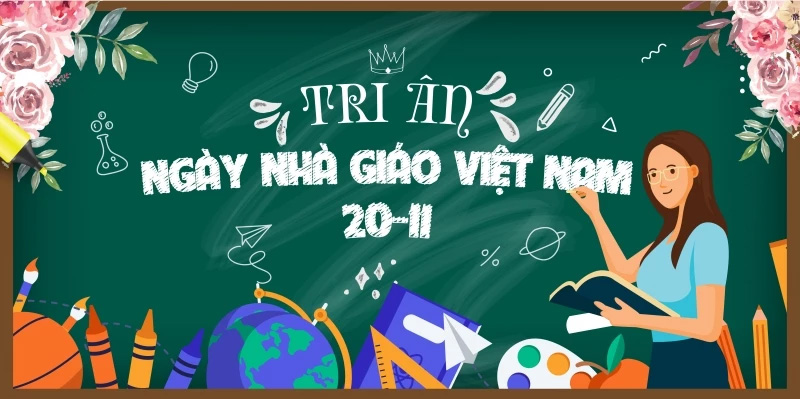 TRI ÂN
NGÀY NHÀ GIÁO VIỆT NAM
20-11
%